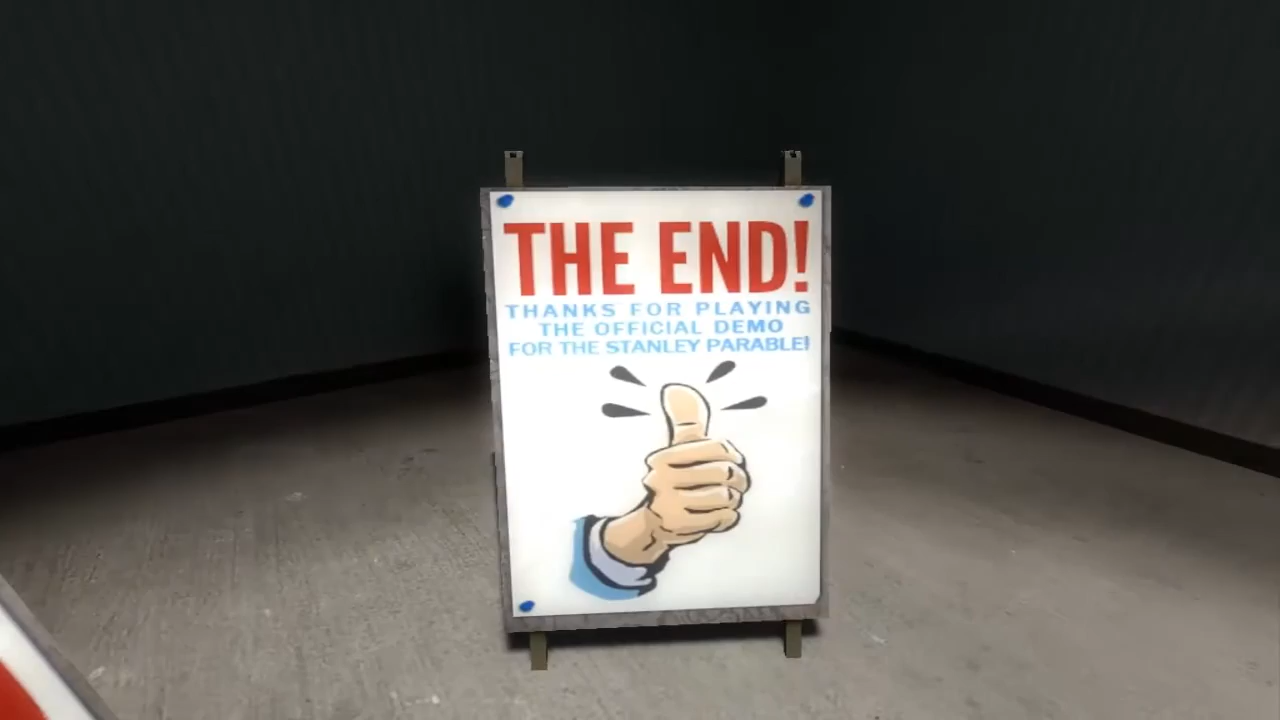 THE END!
THANKS FOR PLAYING
THE OFFICIAL DEMO
FOR THE STANLEY PARABLE!